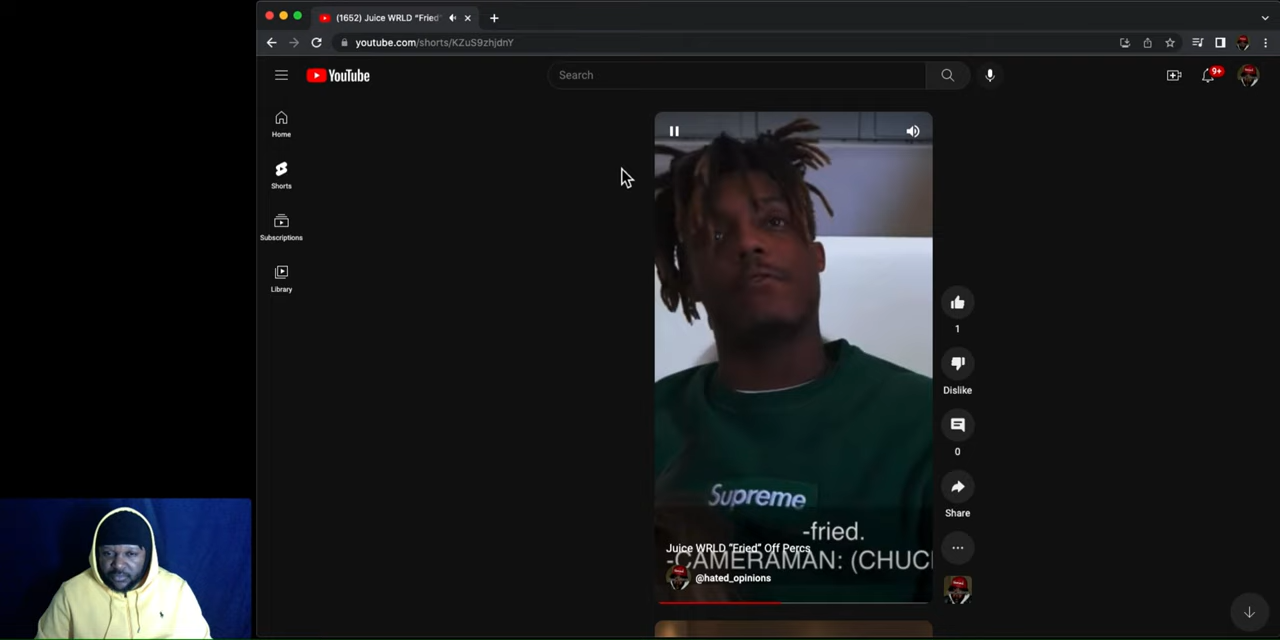 (1652) Juice WRLD “Fried”
youtube.com/shorts/KZuS9zhjdnY
YouTube
Search
9+
Home
Shorts
Subscriptions
Library
Supreme
-fried.
-CAMERAMAN: (CHUC
Juice WRLD “Fried” Off Percs
@hated_opinions
1
Dislike
0
Share